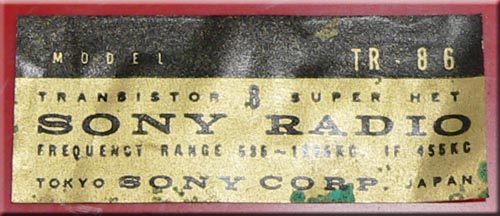 MODEL TR-86
TRANSISTOR 8 SUPER HET
SONY RADIO
FREQUENCY RANGE 535~1605KC. IF 455KC
TOKYO SONY CORP. JAPAN